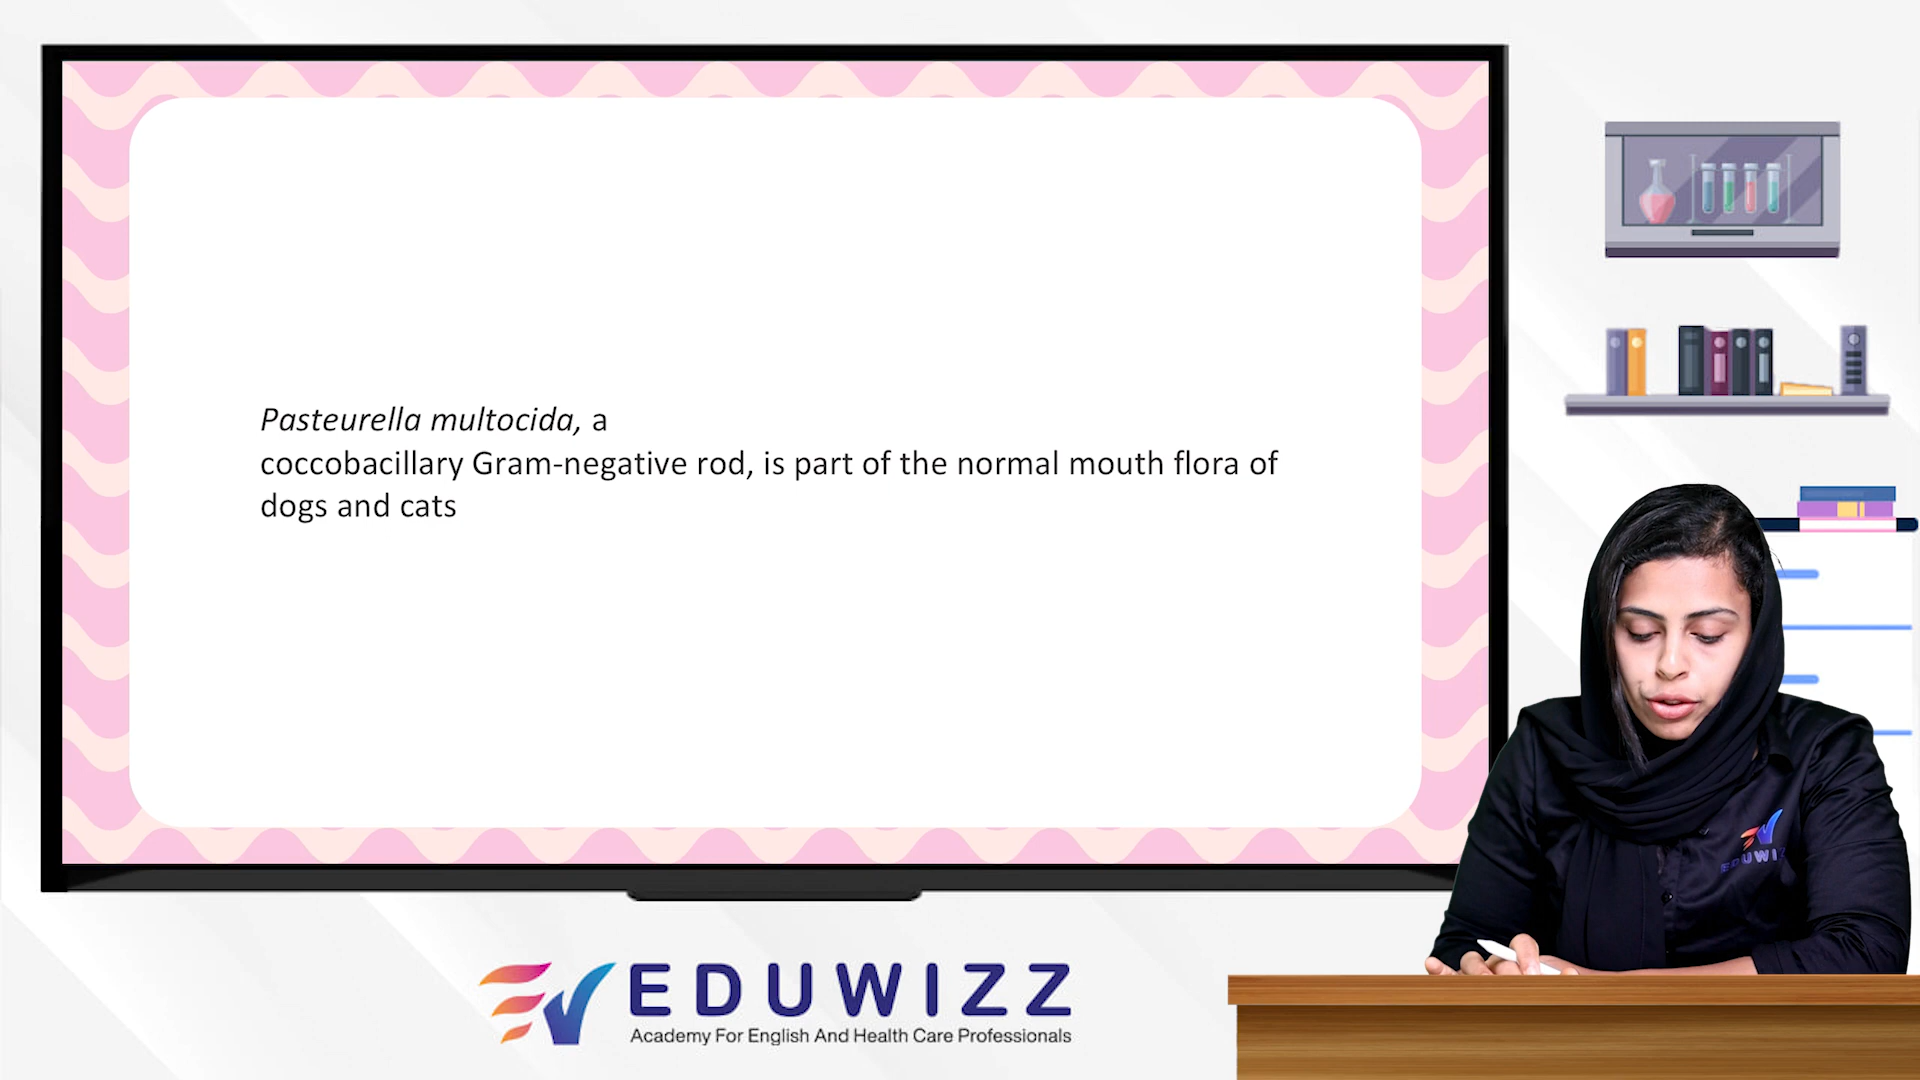 Pasteurella multocida, a
coccobacillary Gram-negative rod, is part of the normal mouth flora of
dogs and cats
EDUWIZZ
EDUWIZZ
Academy For English And Health Care Professionals